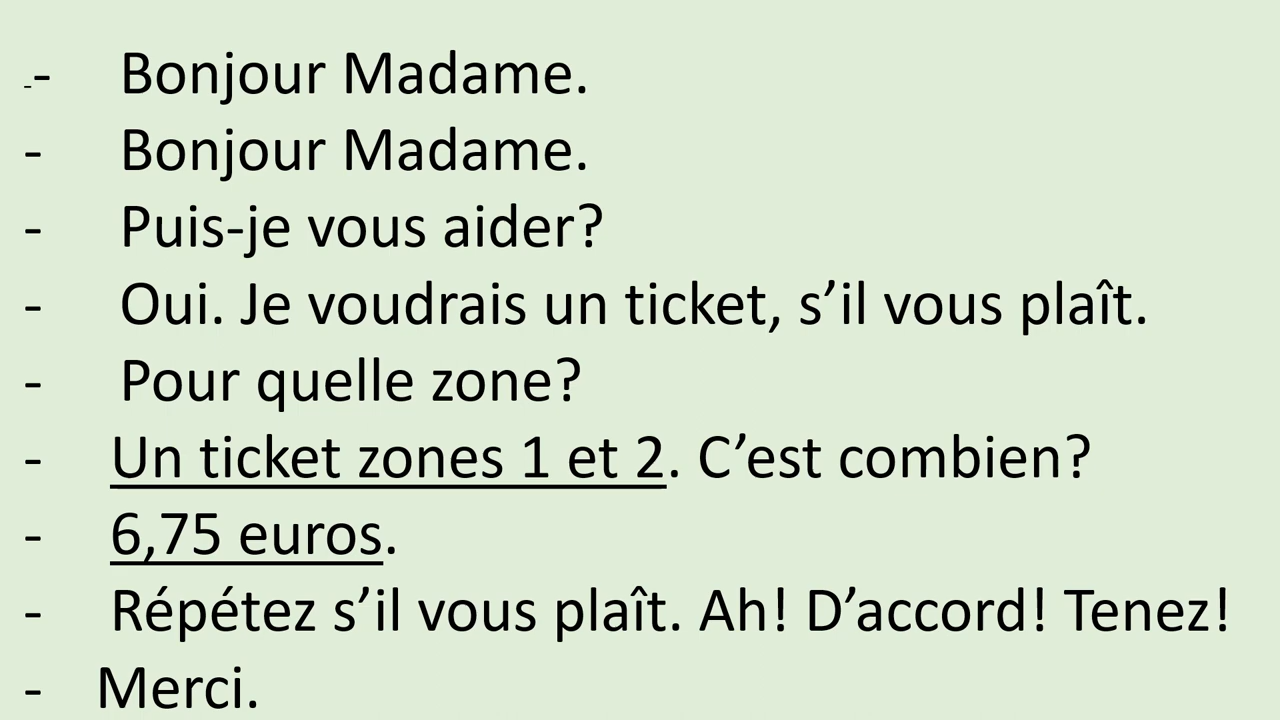 -- Bonjour Madame.
- Bonjour Madame.
- Puis-je vous aider?
- Oui. Je voudrais un ticket, s’il vous plaît.
- Pour quelle zone?
- Un ticket zones 1 et 2. C’est combien?
- 6,75 euros.
- Répétez s’il vous plaît. Ah! D’accord! Tenez!
- Merci.